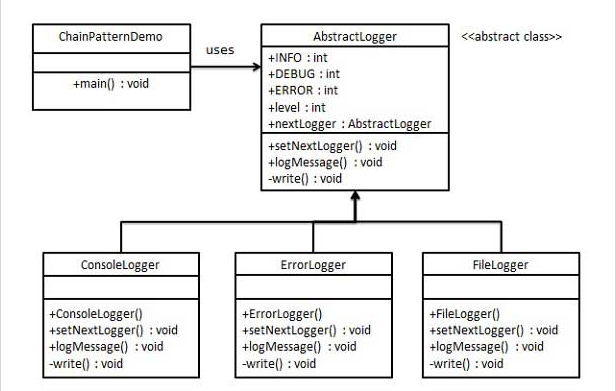 ChainPatternDemo
+main() : void
uses
AbstractLogger
<<abstract class>>
+INFO : int
+DEBUG : int
+ERROR : int
+level : int
+nextLogger : AbstractLogger
+setNextLogger() : void
+logMessage() : void
-write() : void
ConsoleLogger
+ConsoleLogger()
+setNextLogger() : void
+logMessage() : void
-write() : void
ErrorLogger
+ErrorLogger()
+setNextLogger() : void
+logMessage() : void
-write() : void
FileLogger
+FileLogger()
+setNextLogger() : void
+logMessage() : void
-write() : void